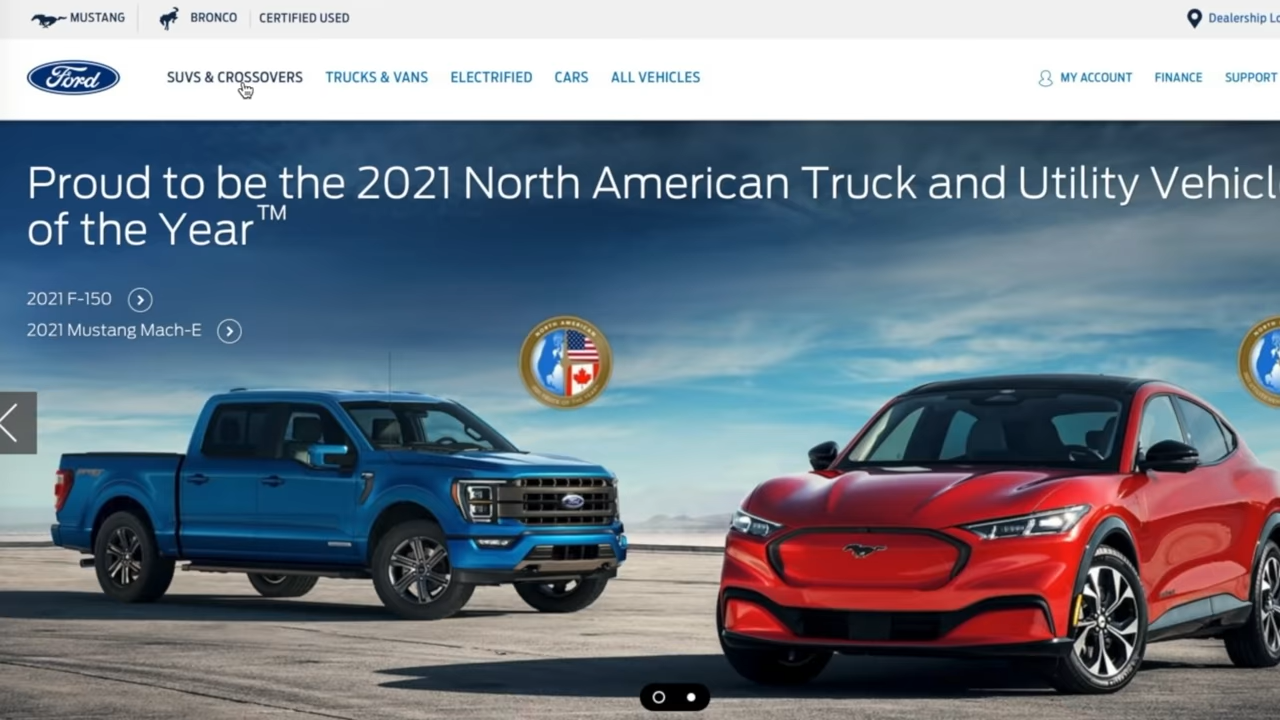 MUSTANG
BRONCO
CERTIFIED USED
Dealership Lo
Ford
SUVS & CROSSOVERS
TRUCKS & VANS
ELECTRIFIED
CARS
ALL VEHICLES
MY ACCOUNT
FINANCE
SUPPORT
Proud to be the 2021 North American Truck and Utility Vehicl
of the Year™
2021 F-150
2021 Mustang Mach-E
NORTH AMERICAN